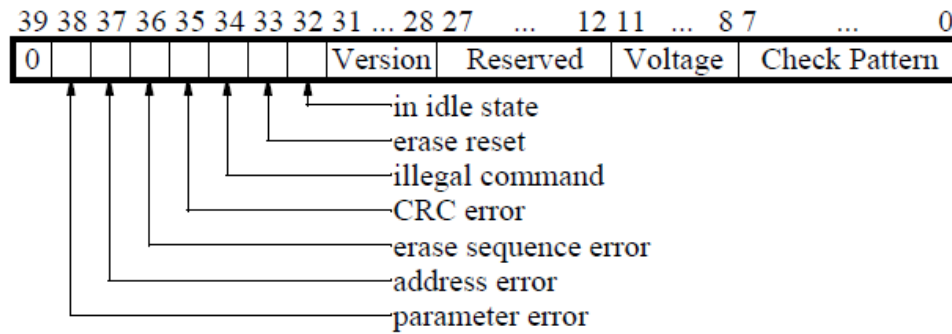 39 38 37 36 35 34 33 32 31 ... 28 27 ... 12 11 ... 8 7 ... 0
0 Version Reserved Voltage Check Pattern
in idle state
erase reset
illegal command
CRC error
erase sequence error
address error
parameter error